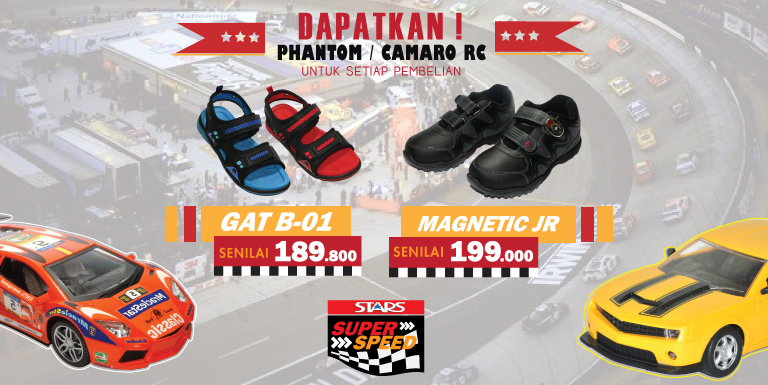 DAPATKAN !
PHANTOM / CAMARO RC
UNTUK SETIAP PEMBELIAN
GAT B-01
SENILAI 189.800
MAGNETIC JR
SENILAI 199.000
STARS
SUPER
SPEED
Classic